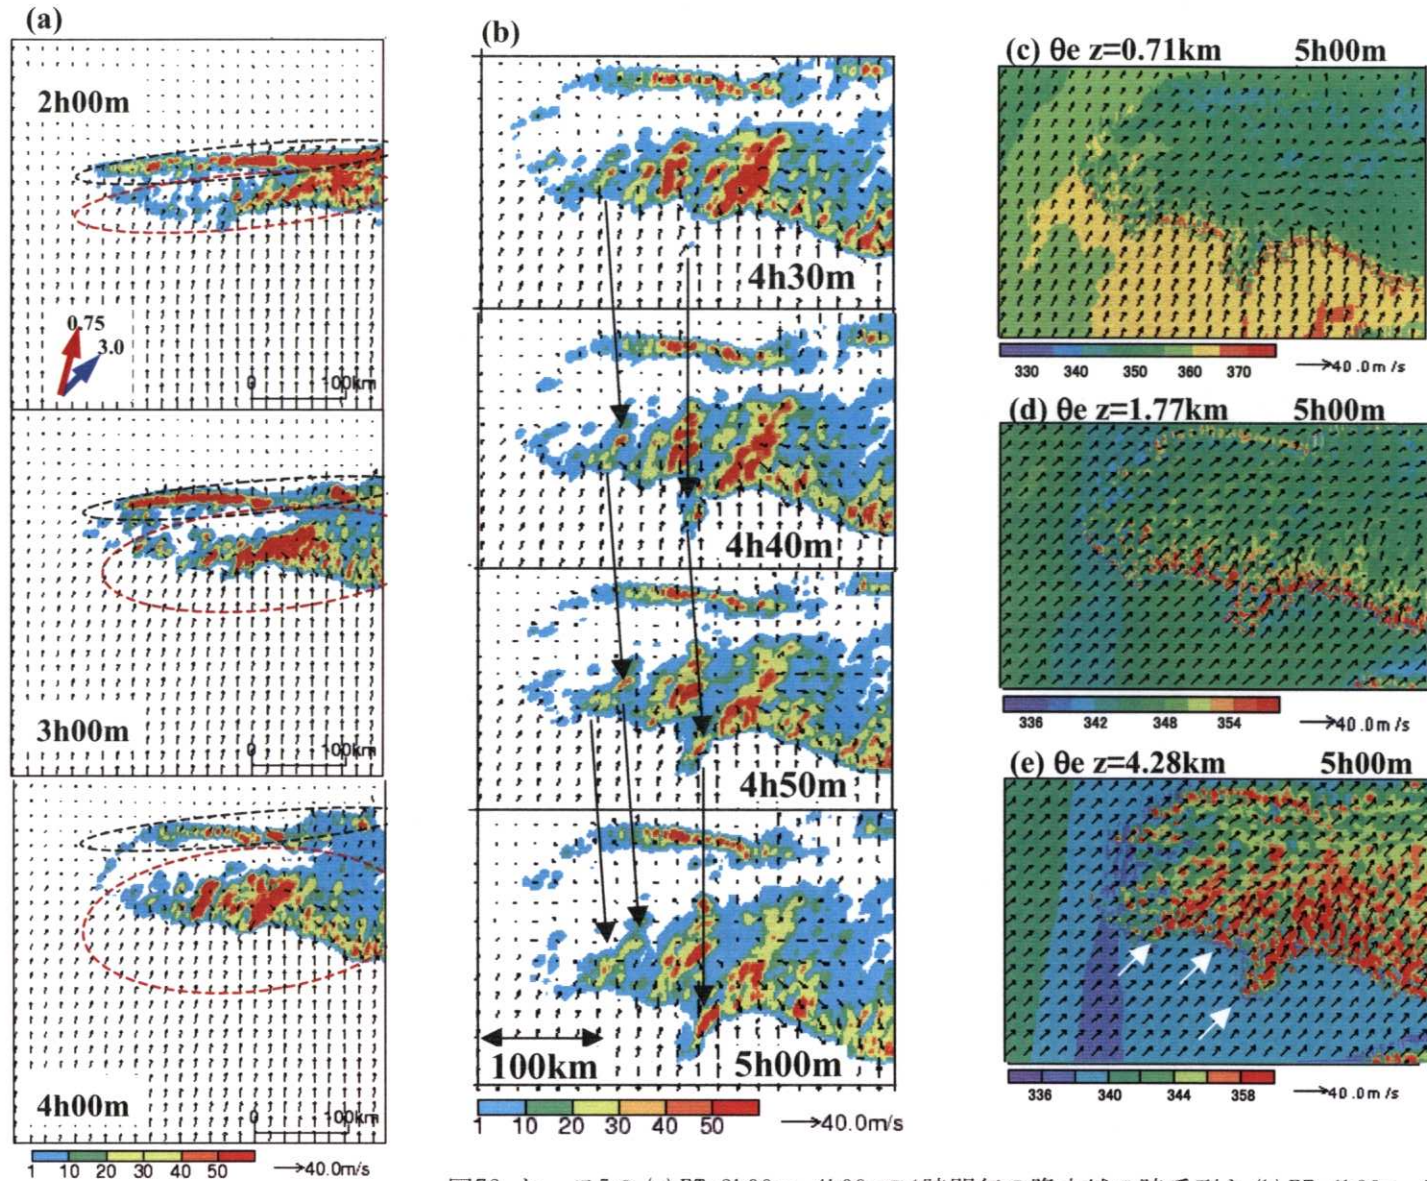 (a)
2h00m
0.75
3.0
0 100km
3h00m
0 100km
4h00m
0 100km
1 10 20 30 40 50 →40.0m/s
(b)
4h30m
4h40m
4h50m
100km 5h00m
1 10 20 30 40 50 →40.0m/s
(c) θe z=0.71km 5h00m
330 340 350 360 370 →40.0m/s
(d) θe z=1.77km 5h00m
336 342 348 354 →40.0m/s
(e) θe z=4.28km 5h00m
336 340 344 358 →40.0m/s